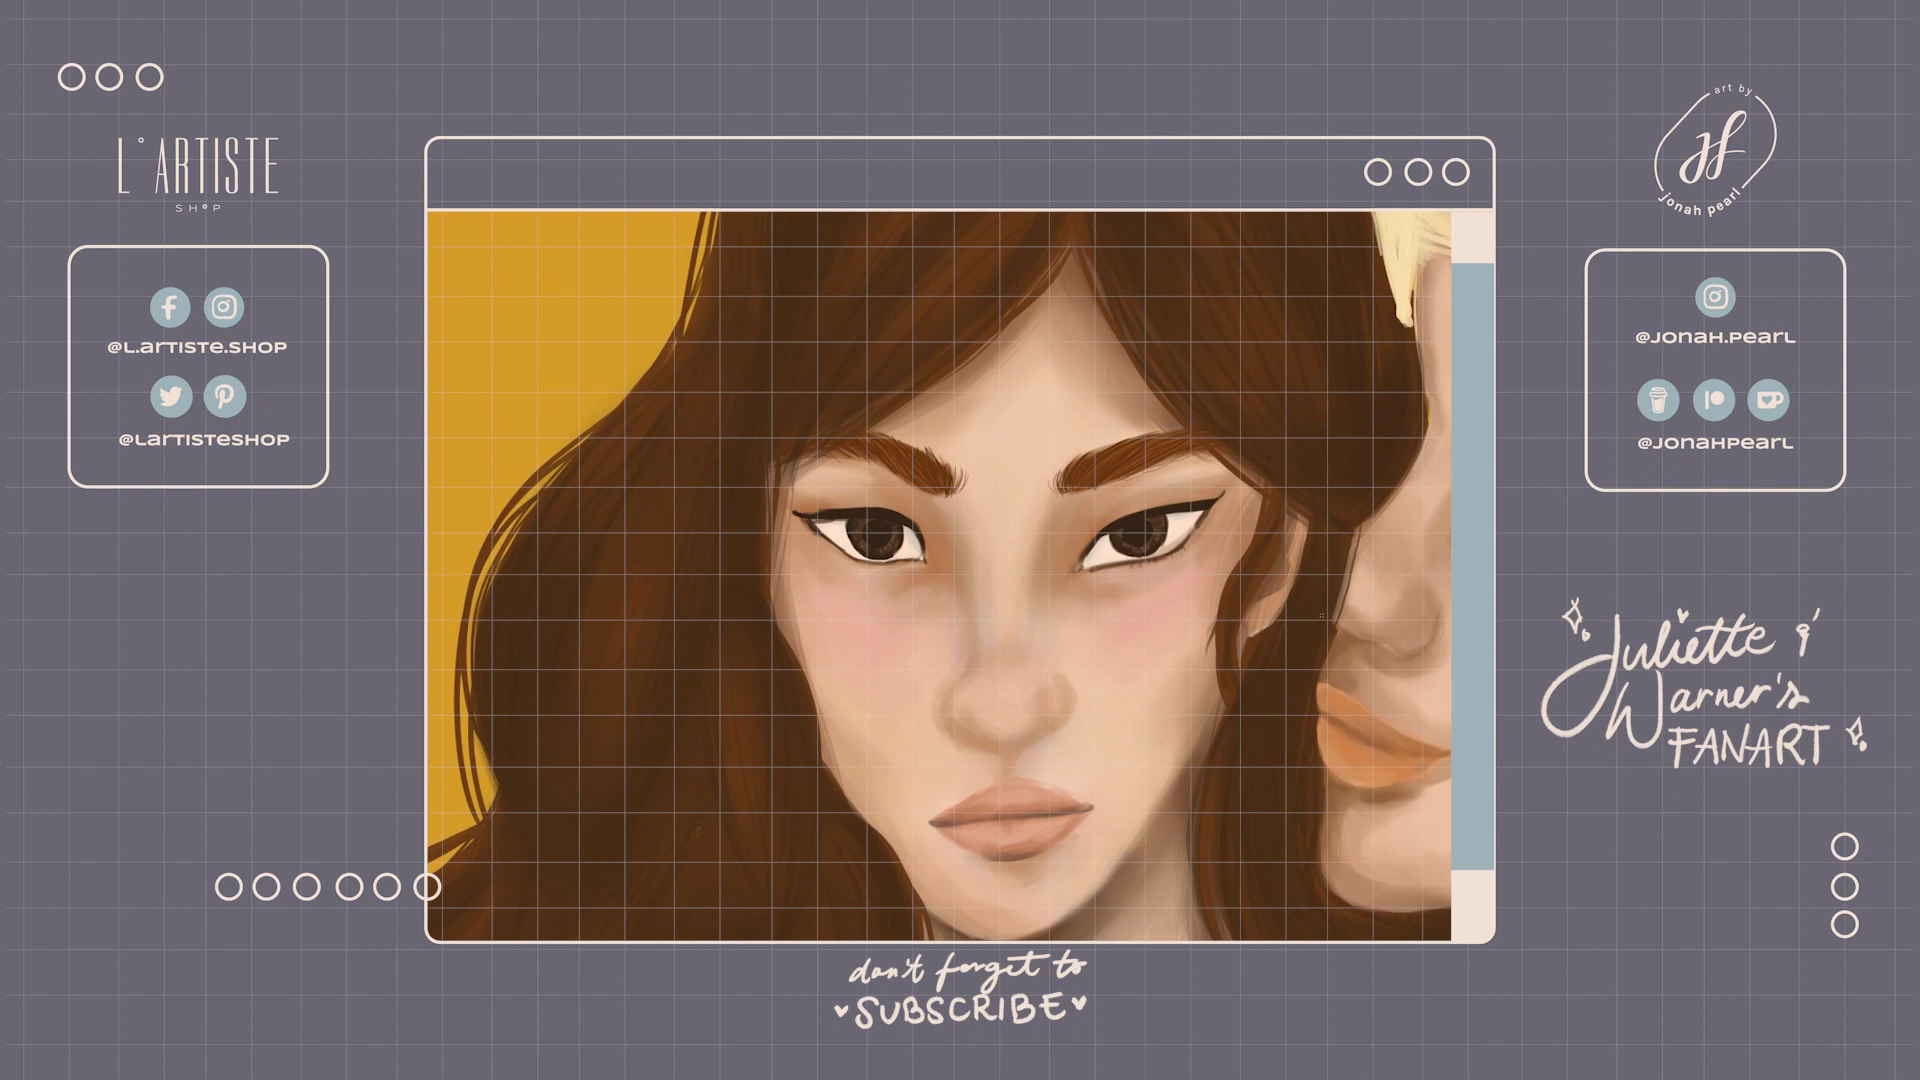 L'ARTISTE
SHOP
@L.ARTISTE.SHOP
@LARTISTESHOP
art by
JP
jonah pearl
@JONAH.PEARL
@JONAHPEARL
Juliette &
Warner's
FANART
don't forget to
SUBSCRIBE